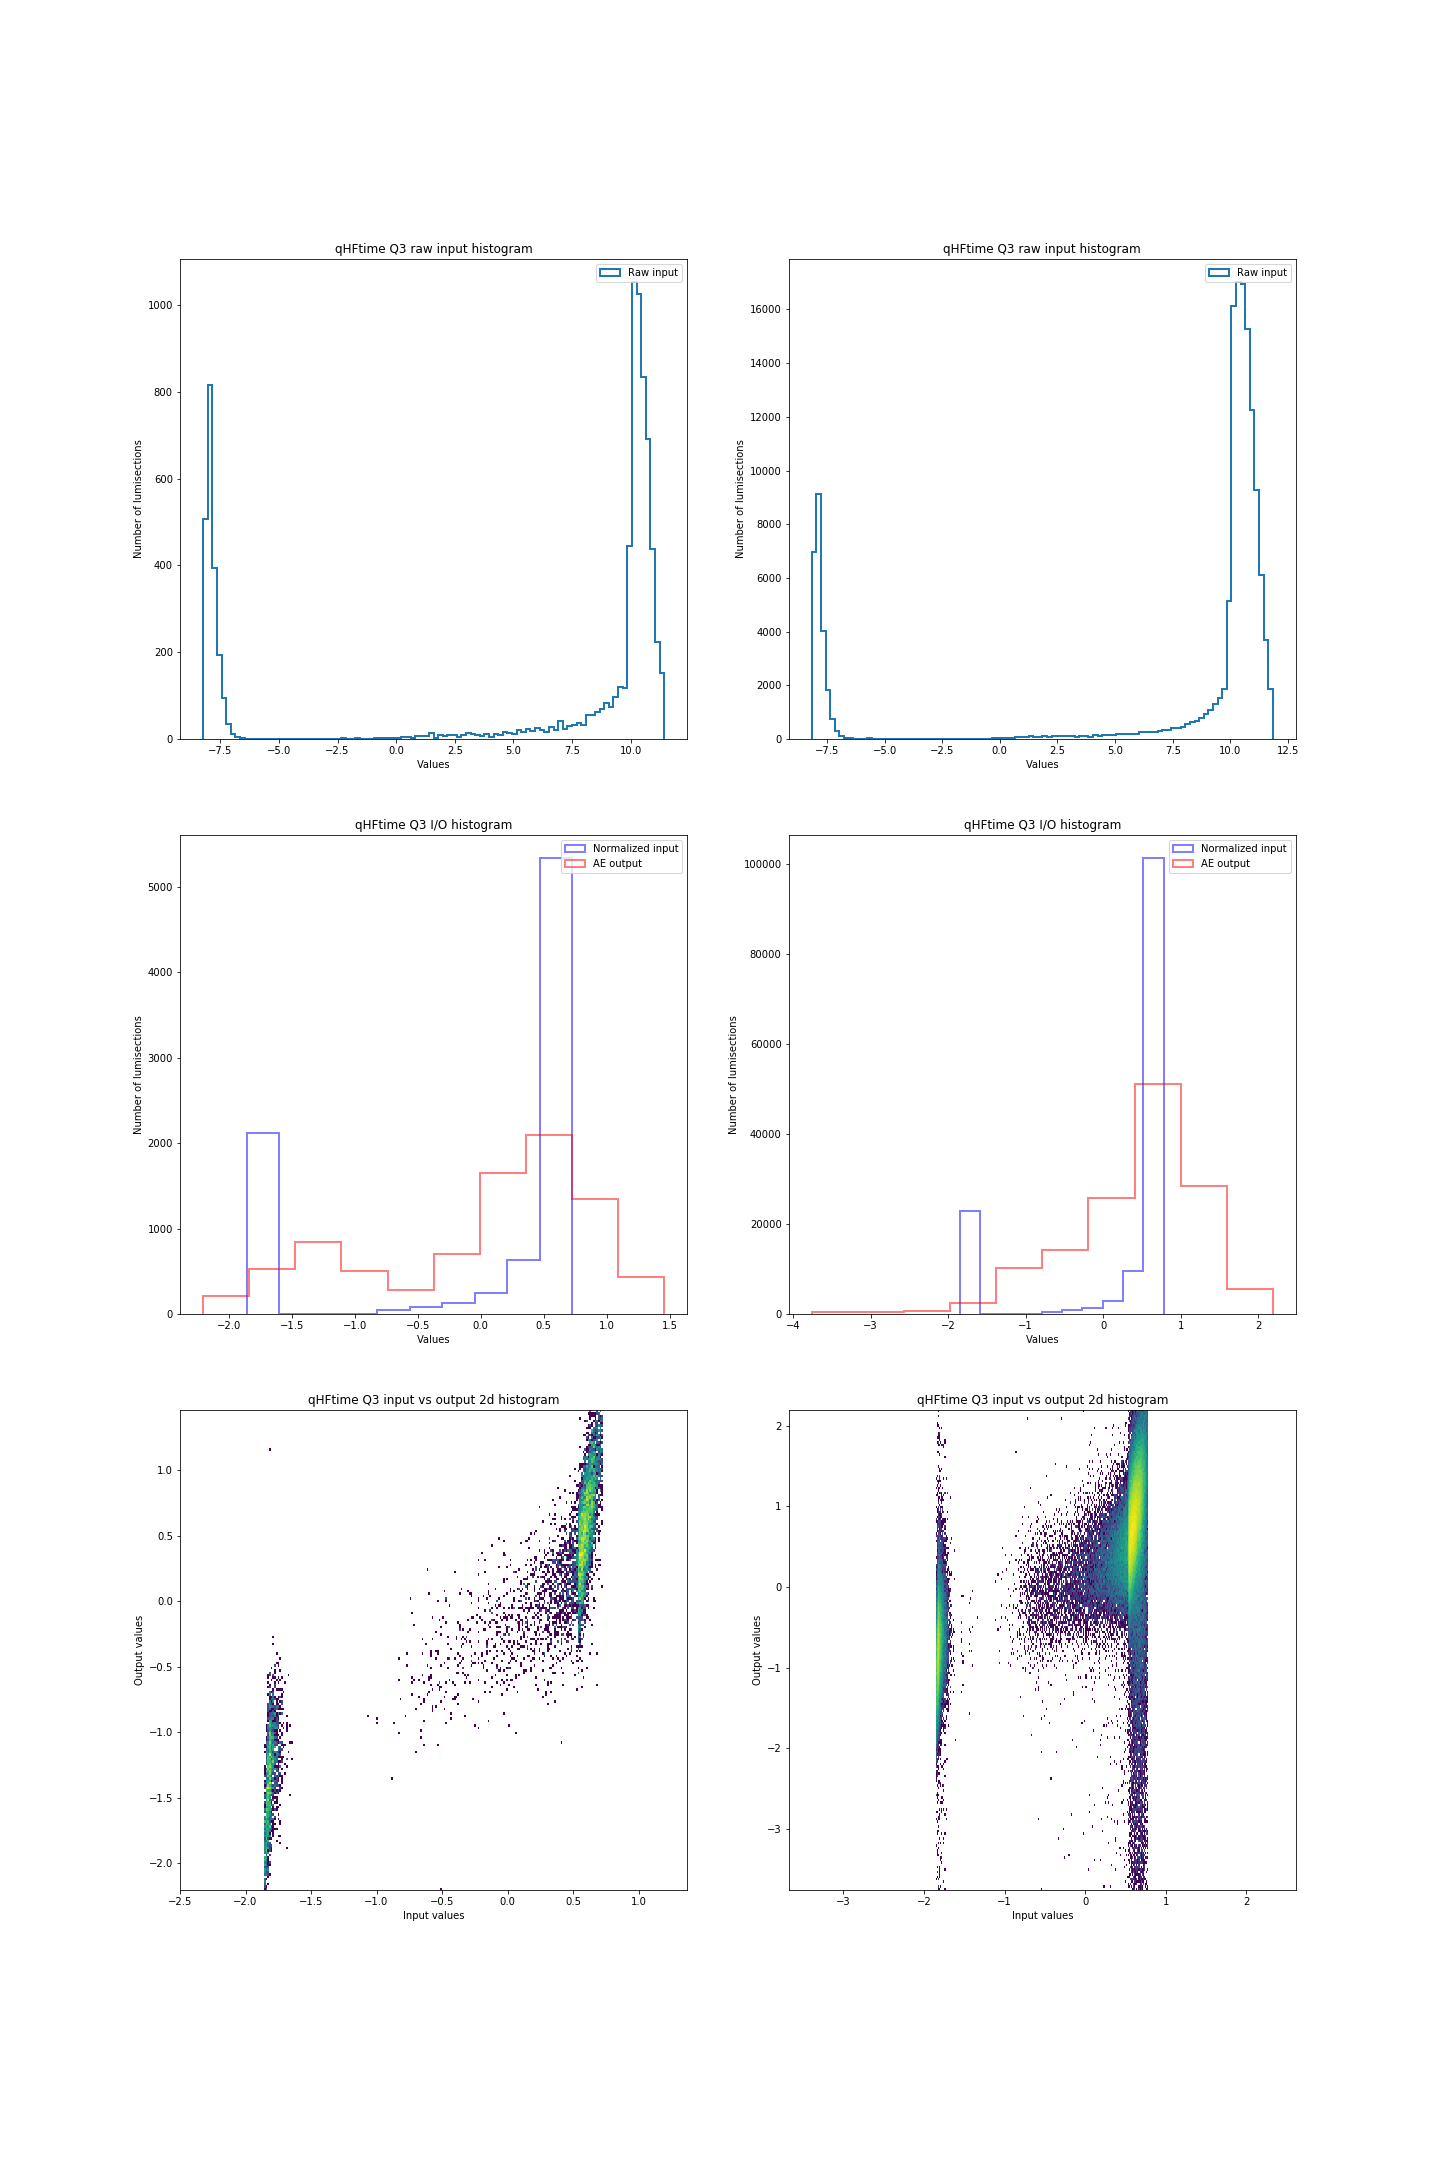 qHFtime Q3 raw input histogram
Raw input
Number of lumisections
1000
800
600
400
200
0
−7.5 −5.0 −2.5 0.0 2.5 5.0 7.5 10.0
Values
qHFtime Q3 raw input histogram
Raw input
Number of lumisections
16000
14000
12000
10000
8000
6000
4000
2000
0
−7.5 −5.0 −2.5 0.0 2.5 5.0 7.5 10.0 12.5
Values
qHFtime Q3 I/O histogram
Normalized input
AE output
Number of lumisections
5000
4000
3000
2000
1000
0
−2.0 −1.5 −1.0 −0.5 0.0 0.5 1.0 1.5
Values
qHFtime Q3 I/O histogram
Normalized input
AE output
Number of lumisections
100000
80000
60000
40000
20000
0
−4 −3 −2 −1 0 1 2
Values
qHFtime Q3 input vs output 2d histogram
Output values
1.0
0.5
0.0
−0.5
−1.0
−1.5
−2.0
−2.5 −2.0 −1.5 −1.0 −0.5 0.0 0.5 1.0
Input values
qHFtime Q3 input vs output 2d histogram
Output values
2
1
0
−1
−2
−3
−3 −2 −1 0 1 2
Input values